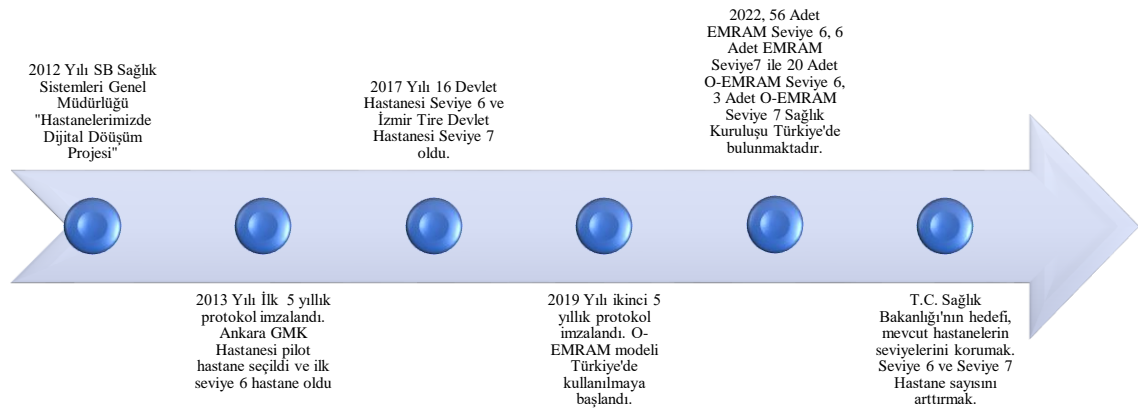 2012 Yılı SB Sağlık
Sistemleri Genel
Müdürlüğü
"Hastanelerimizde
Dijital Döüşüm
Projesi"
2013 Yılı İlk 5 yıllık
protokol imzalandı.
Ankara GMK
Hastanesi pilot
hastane seçildi ve ilk
seviye 6 hastane oldu
2017 Yılı 16 Devlet
Hastanesi Seviye 6 ve
İzmir Tire Devlet
Hastanesi Seviye 7
oldu.
2019 Yılı ikinci 5
yıllık protokol
imzalandı. O-
EMRAM modeli
Türkiye'de
kullanılmaya
başlandı.
2022, 56 Adet
EMRAM Seviye 6, 6
Adet EMRAM
Seviye7 ile 20 Adet
O-EMRAM Seviye 6,
3 Adet O-EMRAM
Seviye 7 Sağlık
Kuruluşu Türkiye'de
bulunmaktadır.
T.C. Sağlık
Bakanlığı'nın hedefi,
mevcut hastanelerin
seviyelerini korumak.
Seviye 6 ve Seviye 7
Hastane sayısını
arttırmak.